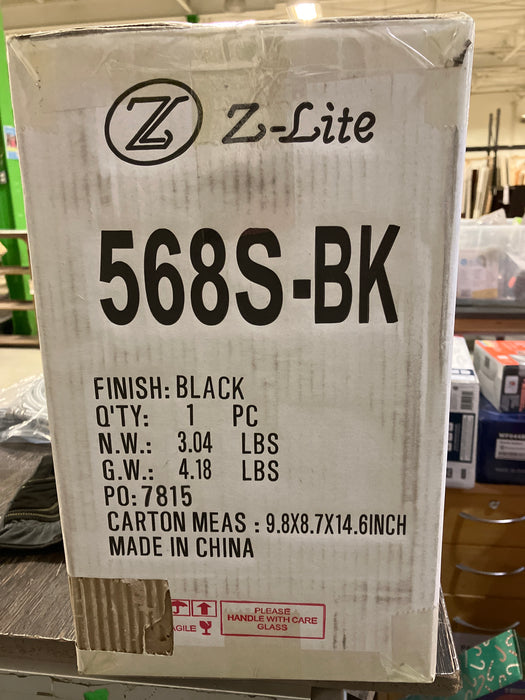 Z Z-Lite
568S-BK
FINISH: BLACK
Q'TY: 1 PC
N.W.: 3.04 LBS
G.W.: 4.18 LBS
PO: 7815
CARTON MEAS : 9.8X8.7X14.6INCH
MADE IN CHINA
AGILE
PLEASE
HANDLE WITH CARE
GLASS